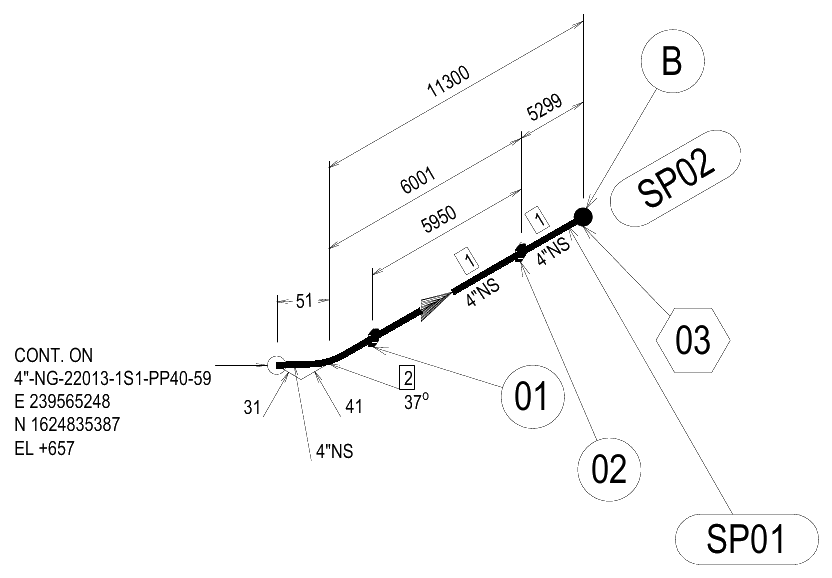 11300
B
5299
6001
SP02
5950
1
1
4"NS
4"NS
51
03
CONT. ON
4"-NG-22013-1S1-PP40-59
E 239565248
N 1624835387
EL +657
31
41
2
37°
01
4"NS
02
SP01